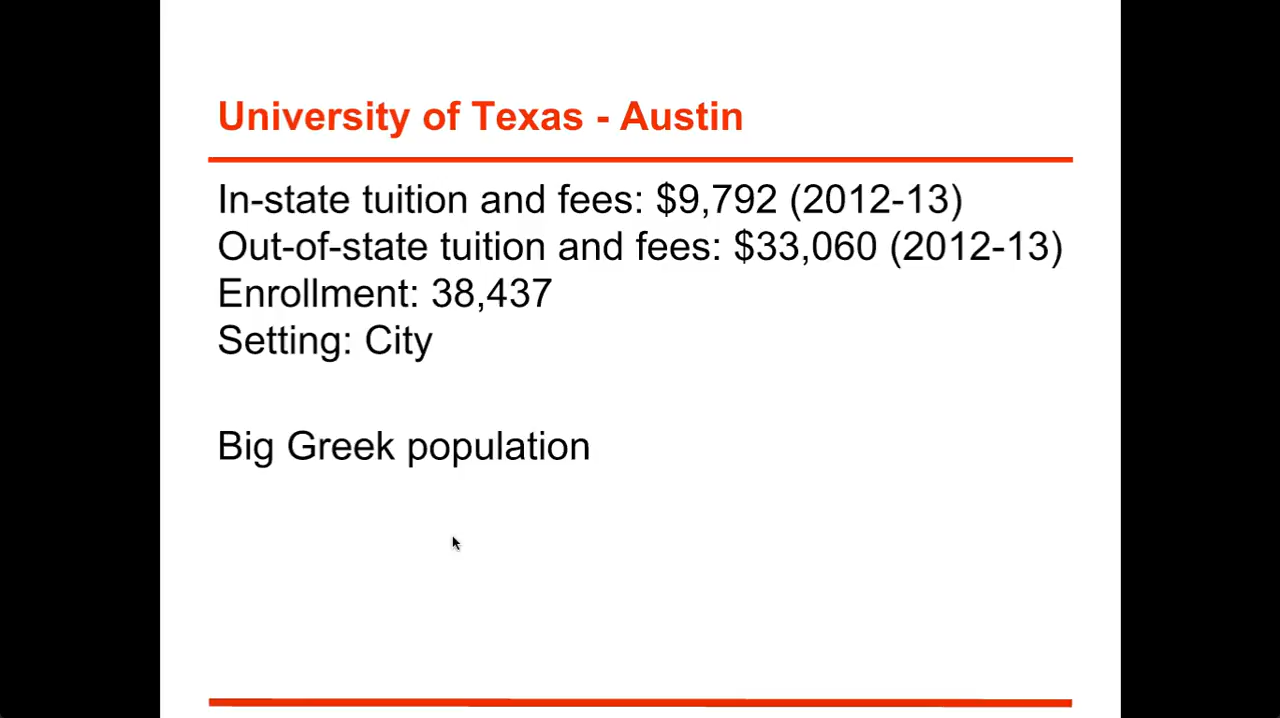 University of Texas - Austin
In-state tuition and fees: $9,792 (2012-13)
Out-of-state tuition and fees: $33,060 (2012-13)
Enrollment: 38,437
Setting: City
Big Greek population